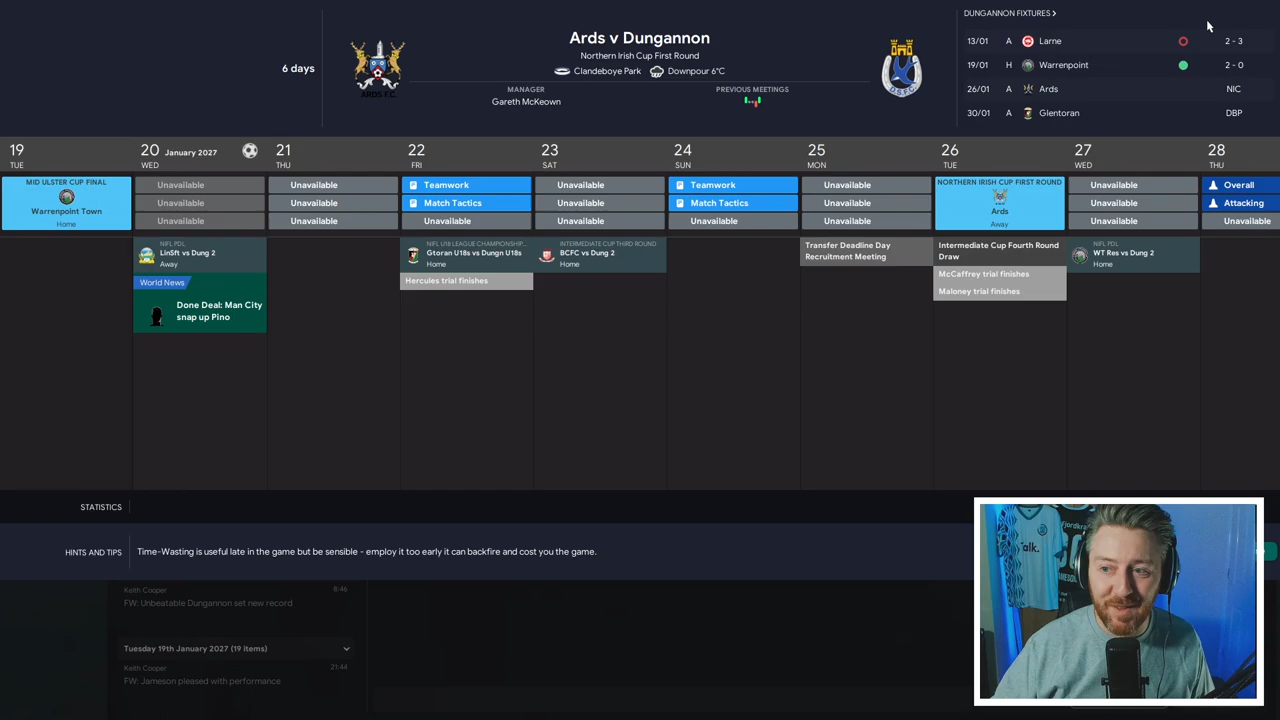 DUNGANNON FIXTURES >
13/01 A Larne 2 - 3
19/01 H Warrenpoint 2 - 0
26/01 A Ards NIC
30/01 A Glentoran DBP
6 days
ARDS F.C.
Ards v Dungannon
Northern Irish Cup First Round
Clandeboye Park Downpour 6°C
MANAGER
Gareth McKeown
PREVIOUS MEETINGS
D.S.F.C.
19 TUE
20 January 2027 WED
21 THU
22 FRI
23 SAT
24 SUN
25 MON
26 TUE
27 WED
28 THU
MID ULSTER CUP FINAL
Warrenpoint Town
Home
Unavailable
Unavailable
Unavailable
Unavailable
Unavailable
Unavailable
Teamwork
Match Tactics
Unavailable
Unavailable
Unavailable
Unavailable
Teamwork
Match Tactics
Unavailable
Unavailable
Unavailable
Unavailable
NORTHERN IRISH CUP FIRST ROUND
Ards
Away
Unavailable
Unavailable
Unavailable
Overall
Attacking
Unavailable
NIFL PDL
LinSft vs Dung 2
Away
World News
Done Deal: Man City
snap up Pino
NIFL U18 LEAGUE CHAMPIONSHIP...
Gtoran U18s vs Dungn U18s
Home
Hercules trial finishes
INTERMEDIATE CUP THIRD ROUND
BCFC vs Dung 2
Home
Transfer Deadline Day
Recruitment Meeting
Intermediate Cup Fourth Round
Draw
McCaffrey trial finishes
Maloney trial finishes
NIFL PDL
WT Res vs Dung 2
Home
STATISTICS
HINTS AND TIPS
Time-Wasting is useful late in the game but be sensible - employ it too early it can backfire and cost you the game.
Keith Cooper 8:46
FW: Unbeatable Dungannon set new record
Tuesday 19th January 2027 (19 items)
Keith Cooper 21:44
FW: Jameson pleased with performance
Talk.